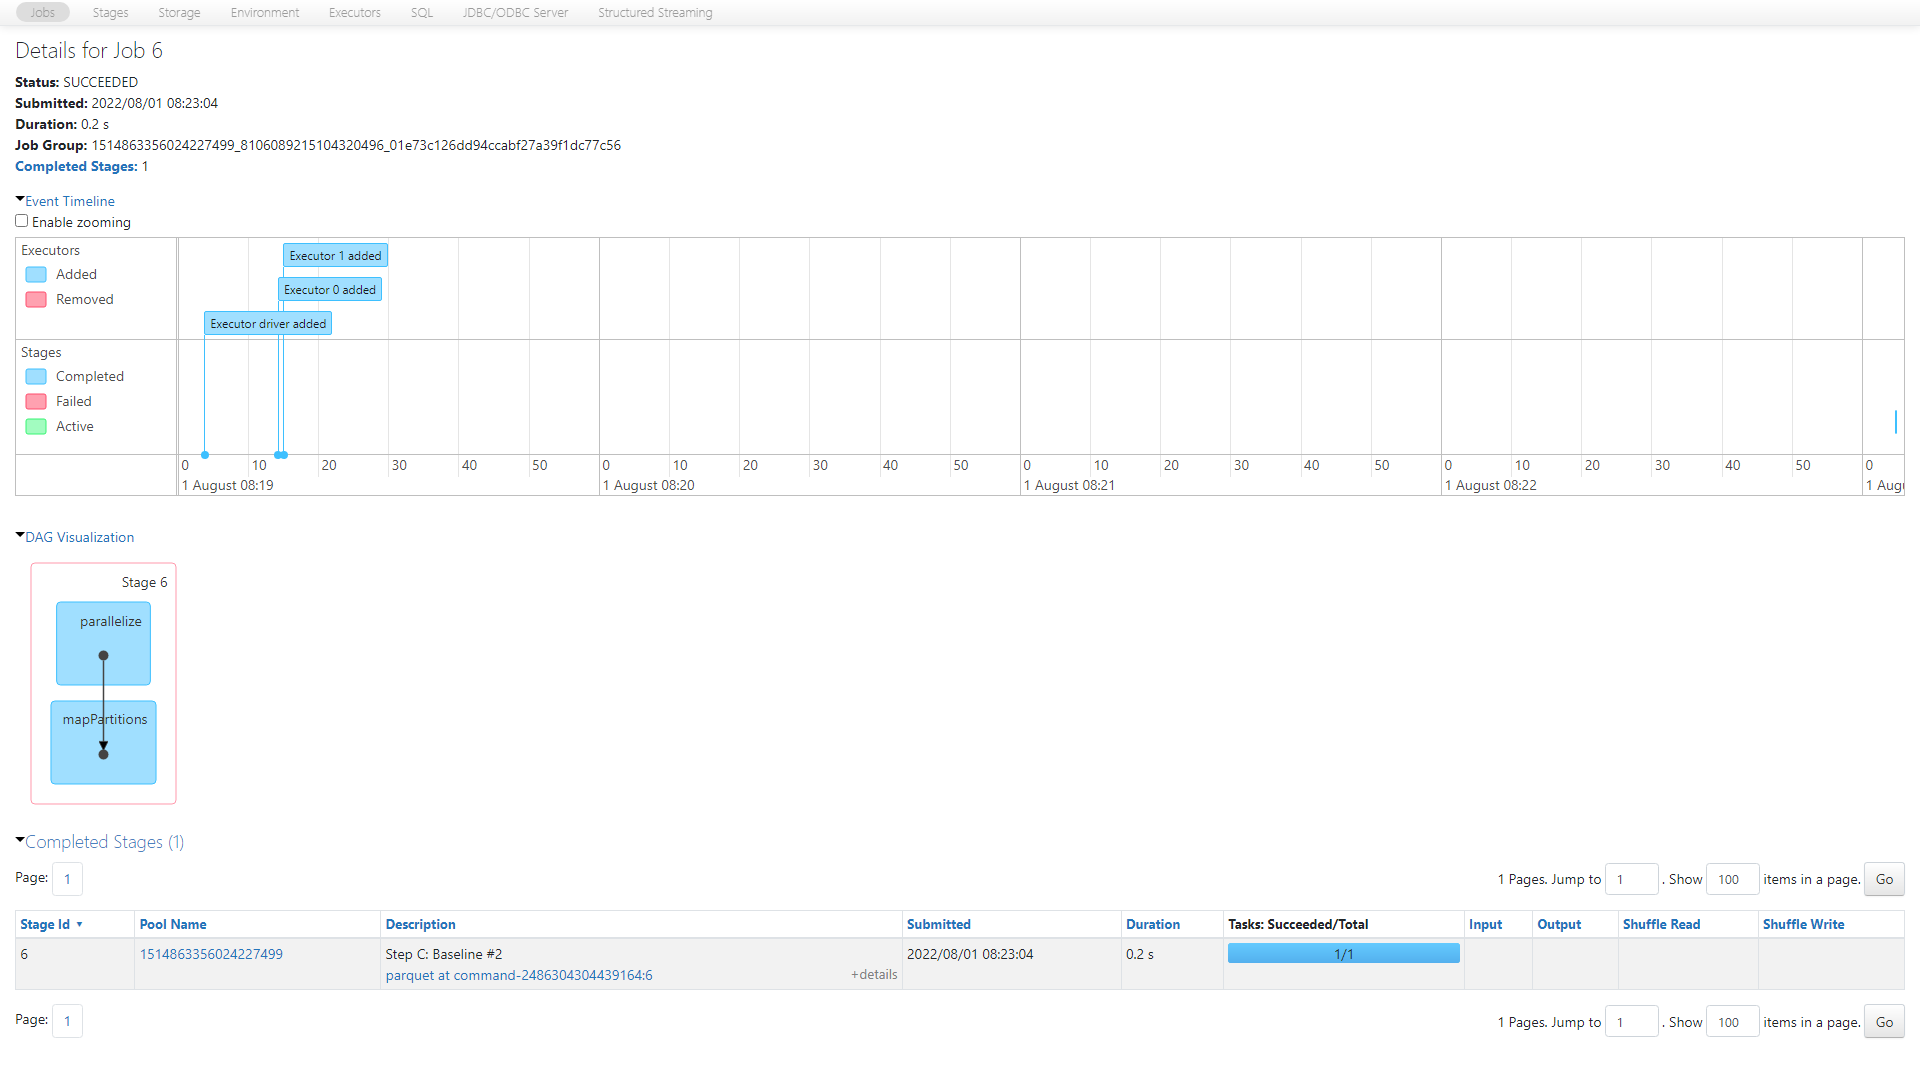 Jobs Stages Storage Environment Executors SQL JDBC/ODBC Server Structured Streaming
Details for Job 6
Status: SUCCEEDED
Submitted: 2022/08/01 08:23:04
Duration: 0.2 s
Job Group: 1514863356024227499_8106089215104320496_01e73c126dd94ccabf27a39f1dc77c56
Completed Stages: 1
Event Timeline
Enable zooming
Executors
Added
Removed
Executor 1 added
Executor 0 added
Executor driver added
Stages
Completed
Failed
Active
0 10 20 30 40 50 0 10 20 30 40 50 0 10 20 30 40 50 0 10 20 30 40 50 0
1 August 08:19 1 August 08:20 1 August 08:21 1 August 08:22 1 Augu
DAG Visualization
Stage 6
parallelize
mapPartitions
Completed Stages (1)
Page: 1 1 Pages. Jump to 1 . Show 100 items in a page. Go
Stage Id Pool Name Description Submitted Duration Tasks: Succeeded/Total Input Output Shuffle Read Shuffle Write
6 1514863356024227499 Step C: Baseline #2 2022/08/01 08:23:04 0.2 s 1/1
parquet at command-2486304304439164:6 +details
Page: 1 1 Pages. Jump to 1 . Show 100 items in a page. Go